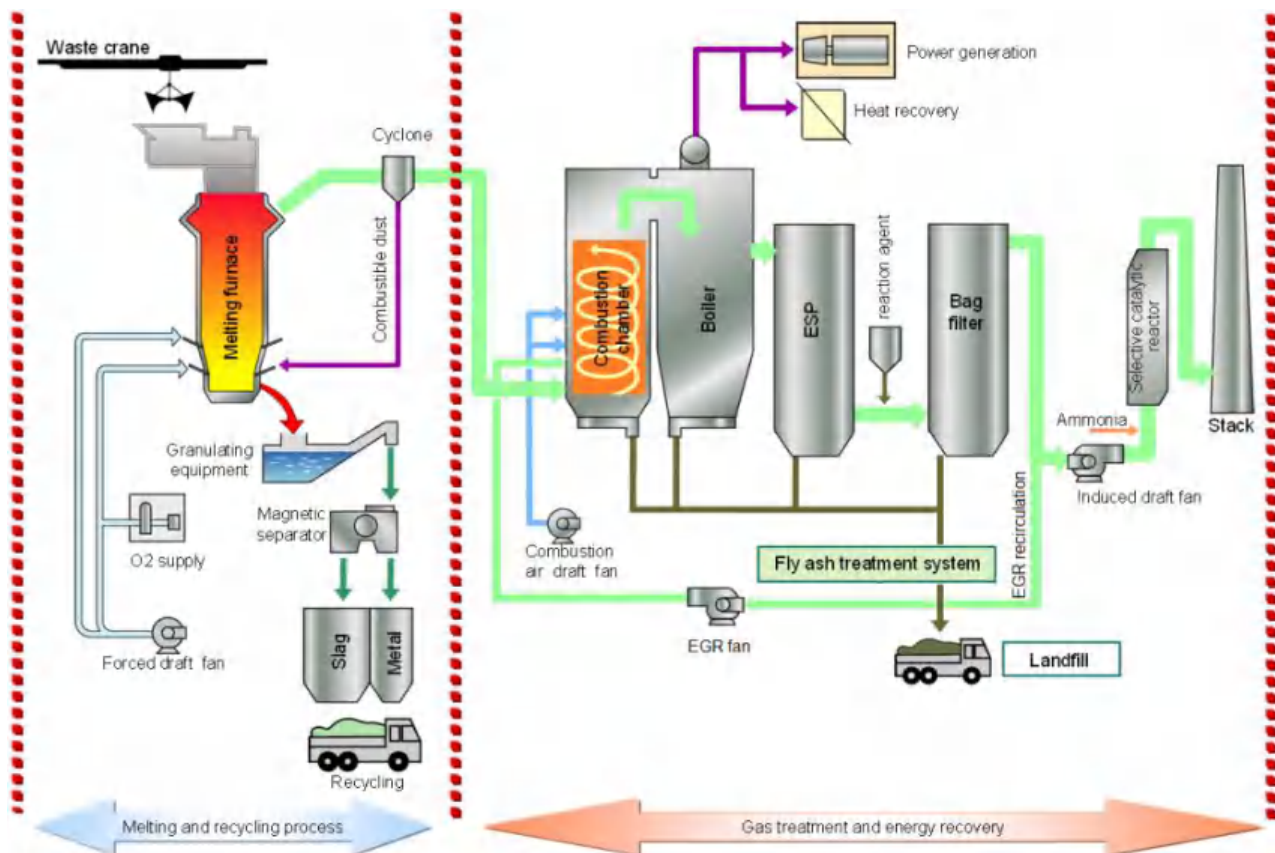 Waste crane
Cyclone
Combustible dust
Melting furnace
Granulating
equipment
Magnetic
separator
O2 supply
Forced draft fan
Slag
Metal
Recycling
Melting and recycling process
Power generation
Heat recovery
Combustion
chamber
Boiler
ESP
reaction agent
Bag
filter
Selective catalytic
reactor
Stack
Ammonia
Induced draft fan
Combustion
air draft fan
Fly ash treatment system
EGR recirculation
EGR fan
Landfill
Gas treatment and energy recovery